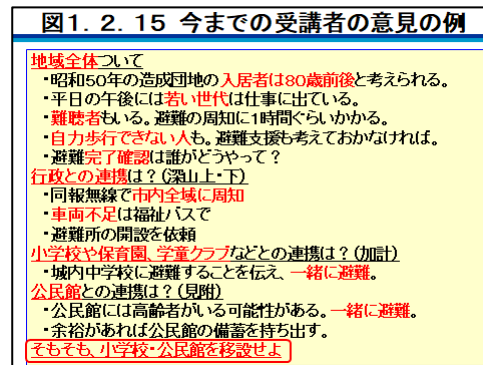 図1. 2. 15 今までの受講者の意見の例
地域全体ついて
・昭和50年の造成団地の入居者は80歳前後と考えられる。
・平日の午後には若い世代は仕事に出ている。
・難聴者もいる。避難の周知に1時間ぐらいかかる。
・自力歩行できない人も。避難支援も考えておかなければ。
・避難完了確認は誰がどうやって？
行政との連携は？(深山上・下)
・同報無線で市内全域に周知
・車両不足は福祉バスで
・避難所の開設を依頼
小学校や保育園、学童クラブなどとの連携は？(加計)
・城内中学校に避難することを伝え、一緒に避難。
公民館との連携は？(見附)
・公民館には高齢者がいる可能性がある。一緒に避難。
・余裕があれば公民館の備蓄を持ち出す。
そもそも、小学校・公民館を移設せよ